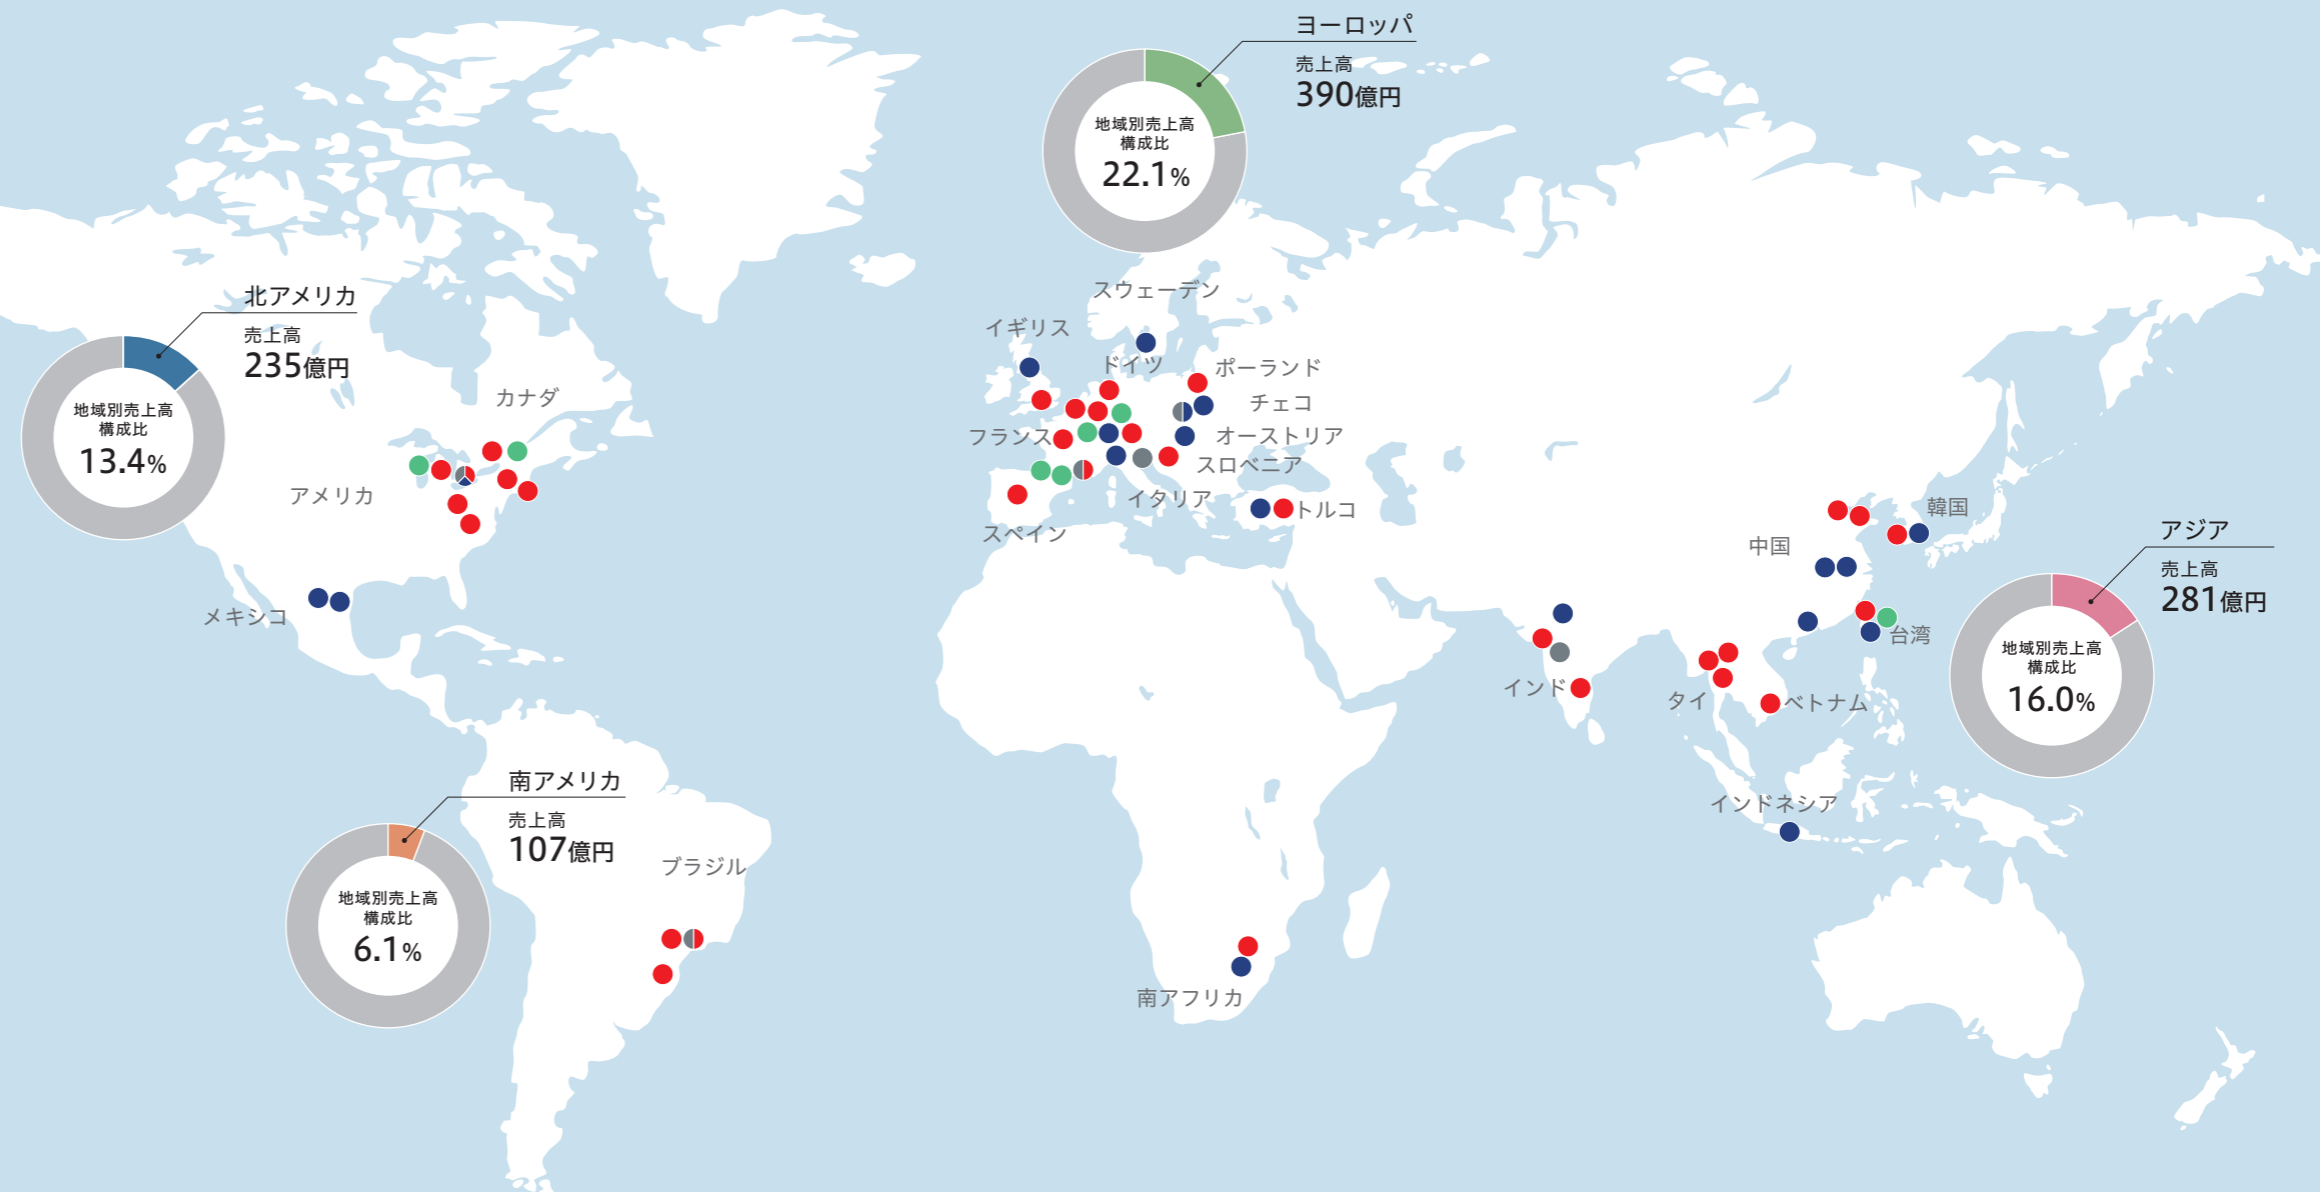 ヨーロッパ
売上高
390億円
地域別売上高
構成比
22.1%
北アメリカ
売上高
235億円
地域別売上高
構成比
13.4%
カナダ
アメリカ
メキシコ
スウェーデン
イギリス
ドイツ
ポーランド
チェコ
フランス
オーストリア
スロベニア
イタリア
トルコ
スペイン
韓国
中国
台湾
アジア
売上高
281億円
地域別売上高
構成比
16.0%
インド
タイ
ベトナム
インドネシア
南アメリカ
売上高
107億円
地域別売上高
構成比
6.1%
ブラジル
南アフリカ